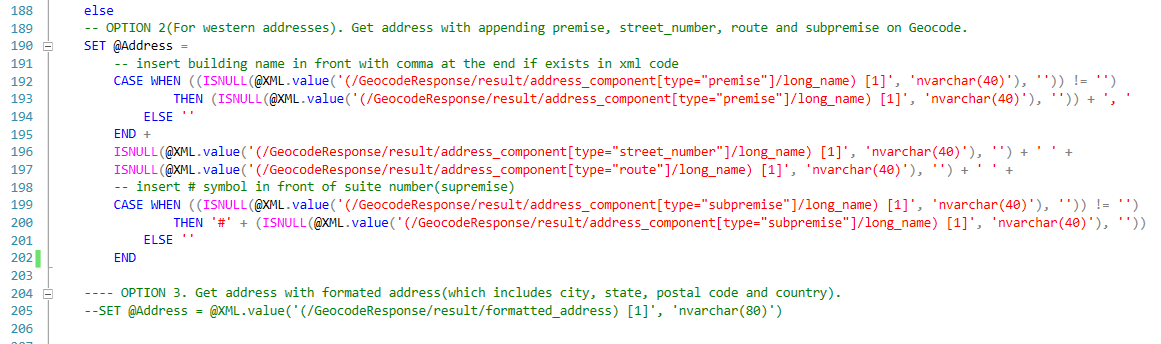 188 else
189 -- OPTION 2(For western addresses). Get address with appending premise, street_number, route and subpremise on Geocode.
190 SET @Address =
191 -- insert building name in front with comma at the end if exists in xml code
192 CASE WHEN ((ISNULL(@XML.value('(/GeocodeResponse/result/address_component[type="premise"]/long_name) [1]', 'nvarchar(40)'), '')) != '')
193 THEN (ISNULL(@XML.value('(/GeocodeResponse/result/address_component[type="premise"]/long_name) [1]', 'nvarchar(40)'), '')) + ', '
194 ELSE ''
195 END +
196 ISNULL(@XML.value('(/GeocodeResponse/result/address_component[type="street_number"]/long_name) [1]', 'nvarchar(40)'), '') + ' ' +
197 ISNULL(@XML.value('(/GeocodeResponse/result/address_component[type="route"]/long_name) [1]', 'nvarchar(40)'), '') + ' ' +
198 -- insert # symbol in front of suite number(supremise)
199 CASE WHEN ((ISNULL(@XML.value('(/GeocodeResponse/result/address_component[type="subpremise"]/long_name) [1]', 'nvarchar(40)'), '')) != '')
200 THEN '#' + (ISNULL(@XML.value('(/GeocodeResponse/result/address_component[type="subpremise"]/long_name) [1]', 'nvarchar(40)'), ''))
201 ELSE ''
202 END
203
204 ---- OPTION 3. Get address with formated address(which includes city, state, postal code and country).
205 --SET @Address = @XML.value('(/GeocodeResponse/result/formatted_address) [1]', 'nvarchar(80)')
206